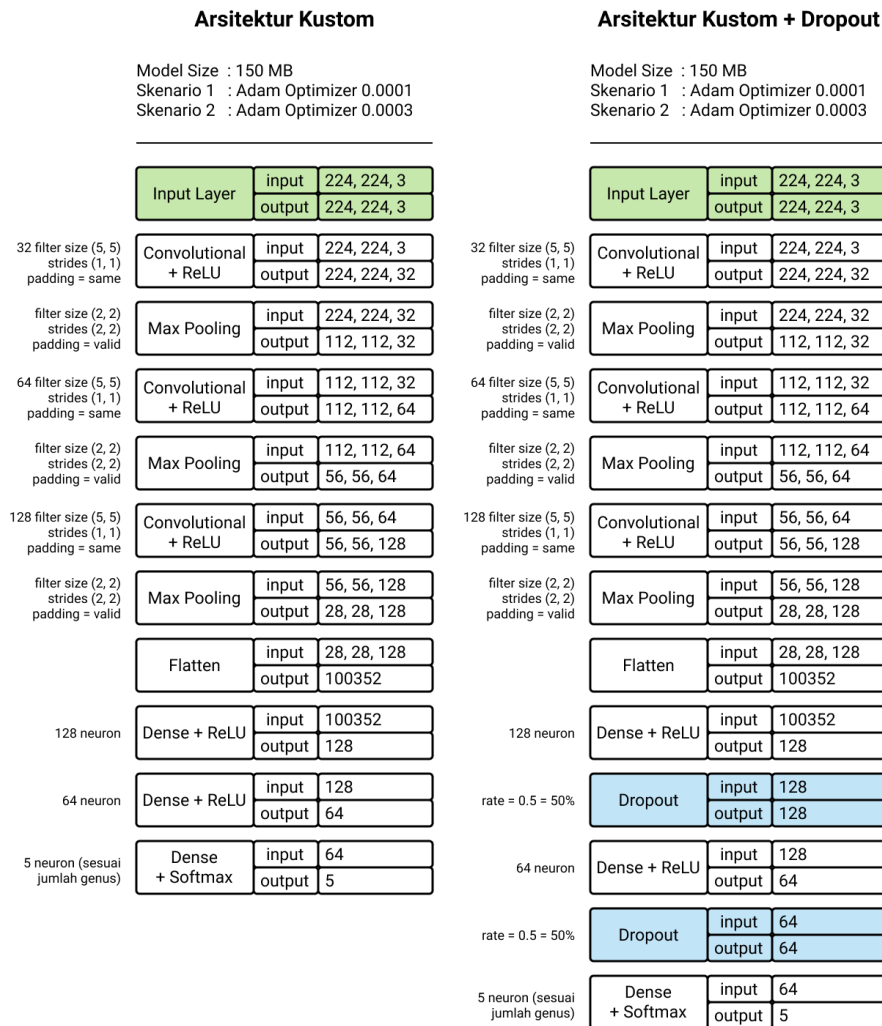 Arsitektur Kustom
Model Size : 150 MB
Skenario 1 : Adam Optimizer 0.0001
Skenario 2 : Adam Optimizer 0.0003
Input Layer
input 224, 224, 3
output 224, 224, 3
32 filter size (5, 5)
strides (1, 1)
padding = same
Convolutional
+ ReLU
input 224, 224, 3
output 224, 224, 32
filter size (2, 2)
strides (2, 2)
padding = valid
Max Pooling
input 224, 224, 32
output 112, 112, 32
64 filter size (5, 5)
strides (1, 1)
padding = same
Convolutional
+ ReLU
input 112, 112, 32
output 112, 112, 64
filter size (2, 2)
strides (2, 2)
padding = valid
Max Pooling
input 112, 112, 64
output 56, 56, 64
128 filter size (5, 5)
strides (1, 1)
padding = same
Convolutional
+ ReLU
input 56, 56, 64
output 56, 56, 128
filter size (2, 2)
strides (2, 2)
padding = valid
Max Pooling
input 56, 56, 128
output 28, 28, 128
Flatten
input 28, 28, 128
output 100352
128 neuron
Dense + ReLU
input 100352
output 128
64 neuron
Dense + ReLU
input 128
output 64
5 neuron (sesuai
jumlah genus)
Dense
+ Softmax
input 64
output 5
Arsitektur Kustom + Dropout
Model Size : 150 MB
Skenario 1 : Adam Optimizer 0.0001
Skenario 2 : Adam Optimizer 0.0003
Input Layer
input 224, 224, 3
output 224, 224, 3
32 filter size (5, 5)
strides (1, 1)
padding = same
Convolutional
+ ReLU
input 224, 224, 3
output 224, 224, 32
filter size (2, 2)
strides (2, 2)
padding = valid
Max Pooling
input 224, 224, 32
output 112, 112, 32
64 filter size (5, 5)
strides (1, 1)
padding = same
Convolutional
+ ReLU
input 112, 112, 32
output 112, 112, 64
filter size (2, 2)
strides (2, 2)
padding = valid
Max Pooling
input 112, 112, 64
output 56, 56, 64
128 filter size (5, 5)
strides (1, 1)
padding = same
Convolutional
+ ReLU
input 56, 56, 64
output 56, 56, 128
filter size (2, 2)
strides (2, 2)
padding = valid
Max Pooling
input 56, 56, 128
output 28, 28, 128
Flatten
input 28, 28, 128
output 100352
128 neuron
Dense + ReLU
input 100352
output 128
rate = 0.5 = 50%
Dropout
input 128
output 128
64 neuron
Dense + ReLU
input 128
output 64
rate = 0.5 = 50%
Dropout
input 64
output 64
5 neuron (sesuai
jumlah genus)
Dense
+ Softmax
input 64
output 5